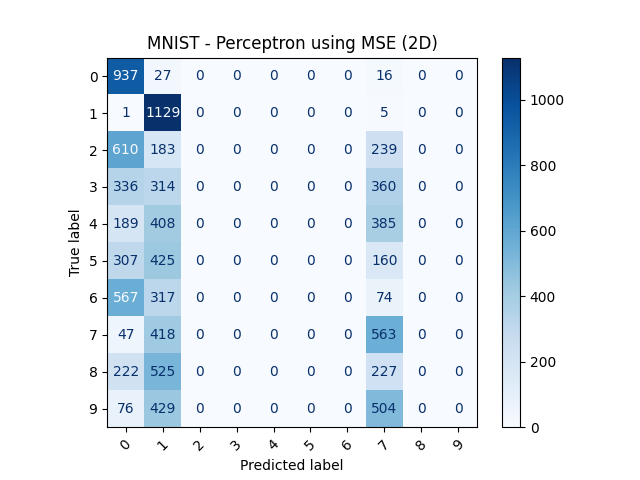 MNIST - Perceptron using MSE (2D)
0 937 27 0 0 0 0 0 16 0 0
1 1 1129 0 0 0 0 0 5 0 0
2 610 183 0 0 0 0 0 239 0 0
3 336 314 0 0 0 0 0 360 0 0
4 189 408 0 0 0 0 0 385 0 0
5 307 425 0 0 0 0 0 160 0 0
6 567 317 0 0 0 0 0 74 0 0
7 47 418 0 0 0 0 0 563 0 0
8 222 525 0 0 0 0 0 227 0 0
9 76 429 0 0 0 0 0 504 0 0
0 1 2 3 4 5 6 7 8 9
Predicted label
True label
1000
800
600
400
200
0